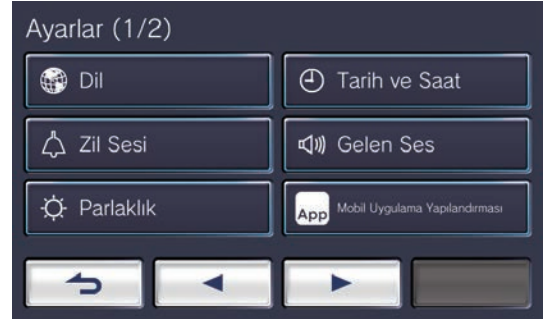 Ayarlar (1/2)
Dil
Tarih ve Saat
Zil Sesi
Gelen Ses
Parlaklık
App Mobil Uygulama Yapılandırması